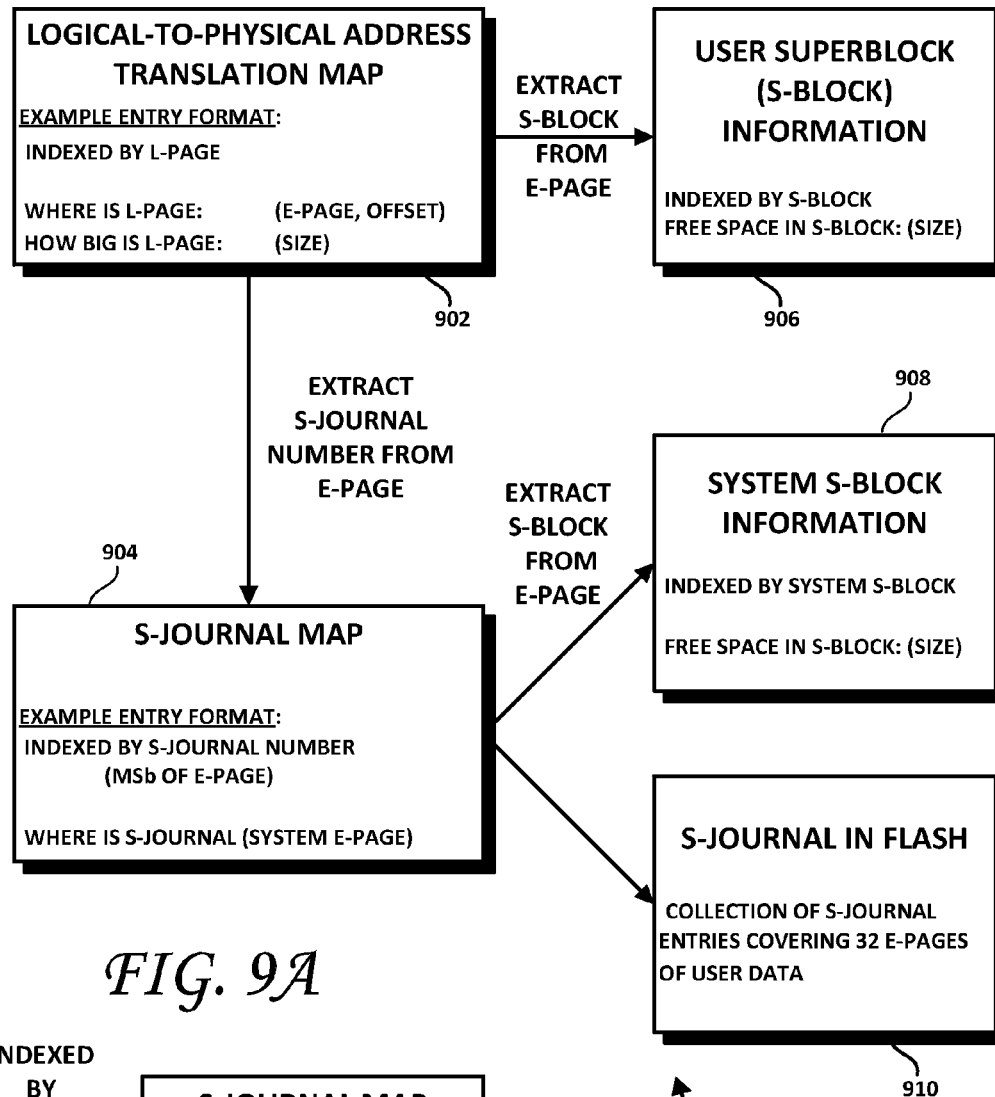 LOGICAL-TO-PHYSICAL ADDRESS
TRANSLATION MAP
EXAMPLE ENTRY FORMAT:
INDEXED BY L-PAGE
WHERE IS L-PAGE: (E-PAGE, OFFSET)
HOW BIG IS L-PAGE: (SIZE)
902
EXTRACT
S-BLOCK
FROM
E-PAGE
USER SUPERBLOCK
(S-BLOCK)
INFORMATION
INDEXED BY S-BLOCK
FREE SPACE IN S-BLOCK: (SIZE)
906
EXTRACT
S-JOURNAL
NUMBER FROM
E-PAGE
904
S-JOURNAL MAP
EXAMPLE ENTRY FORMAT:
INDEXED BY S-JOURNAL NUMBER
(MSb OF E-PAGE)
WHERE IS S-JOURNAL (SYSTEM E-PAGE)
EXTRACT
S-BLOCK
FROM
E-PAGE
908
SYSTEM S-BLOCK
INFORMATION
INDEXED BY SYSTEM S-BLOCK
FREE SPACE IN S-BLOCK: (SIZE)
S-JOURNAL IN FLASH
COLLECTION OF S-JOURNAL
ENTRIES COVERING 32 E-PAGES
OF USER DATA
910
FIG. 9A
NDEXED
BY
S-JOURNAL MAP